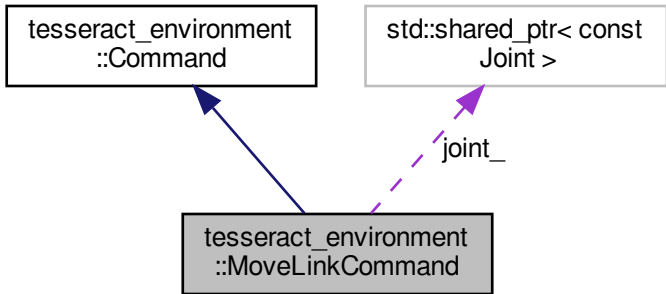 tesseract_environment
::Command
std::shared_ptr< const
Joint >
joint_
tesseract_environment
::MoveLinkCommand